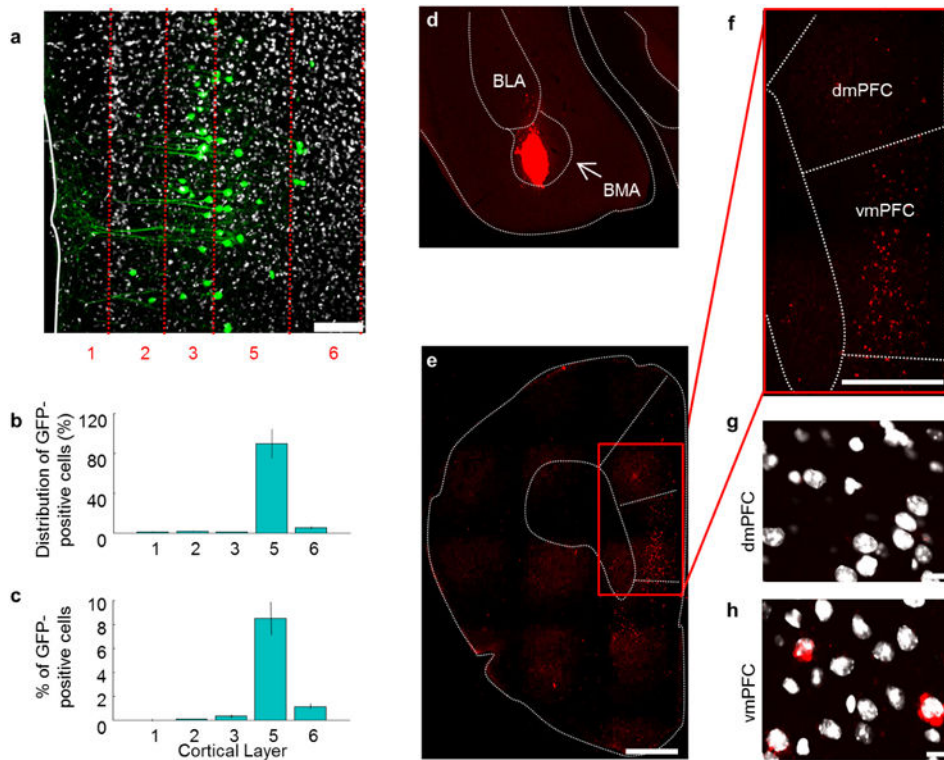 a
1 2 3 5 6
b
Distribution of GFP-
positive cells (%)
120
80
40
0
1 2 3 5 6
c
% of GFP-
positive cells
10
8
6
4
2
0
1 2 3 5 6
Cortical Layer
d
BLA
BMA
e
f
dmPFC
vmPFC
g
dmPFC
h
vmPFC